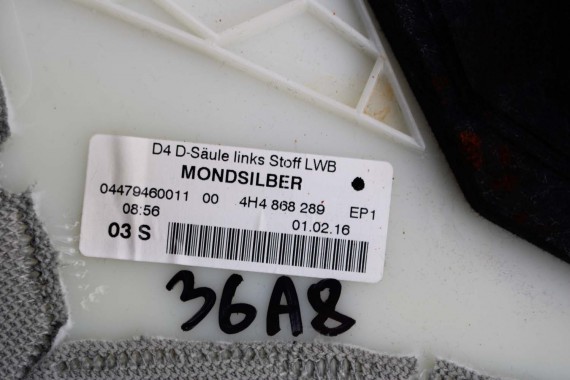 D4 D-Säule links Stoff LWB
MONDSILBER
04479460011 00 4H4 868 289 EP1
08:56 01.02.16
03 S
36A8